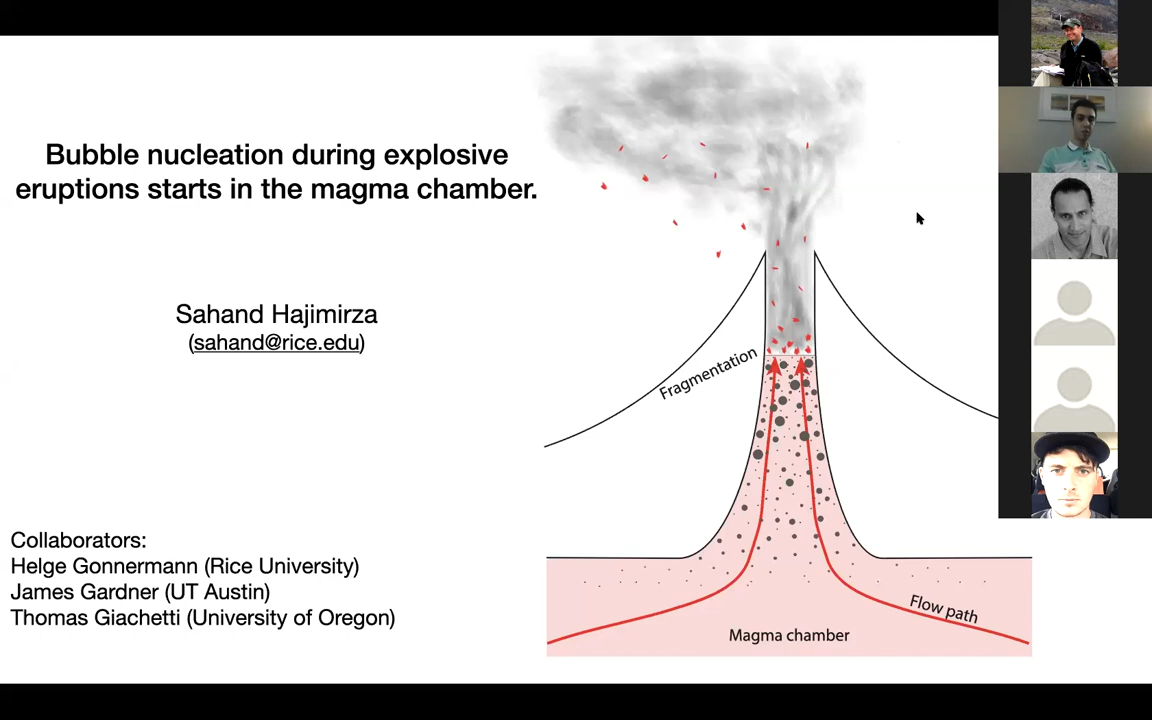 Bubble nucleation during explosive
eruptions starts in the magma chamber.
Sahand Hajimirza
(sahand@rice.edu)
Collaborators:
Helge Gonnermann (Rice University)
James Gardner (UT Austin)
Thomas Giachetti (University of Oregon)
Fragmentation
Flow path
Magma chamber